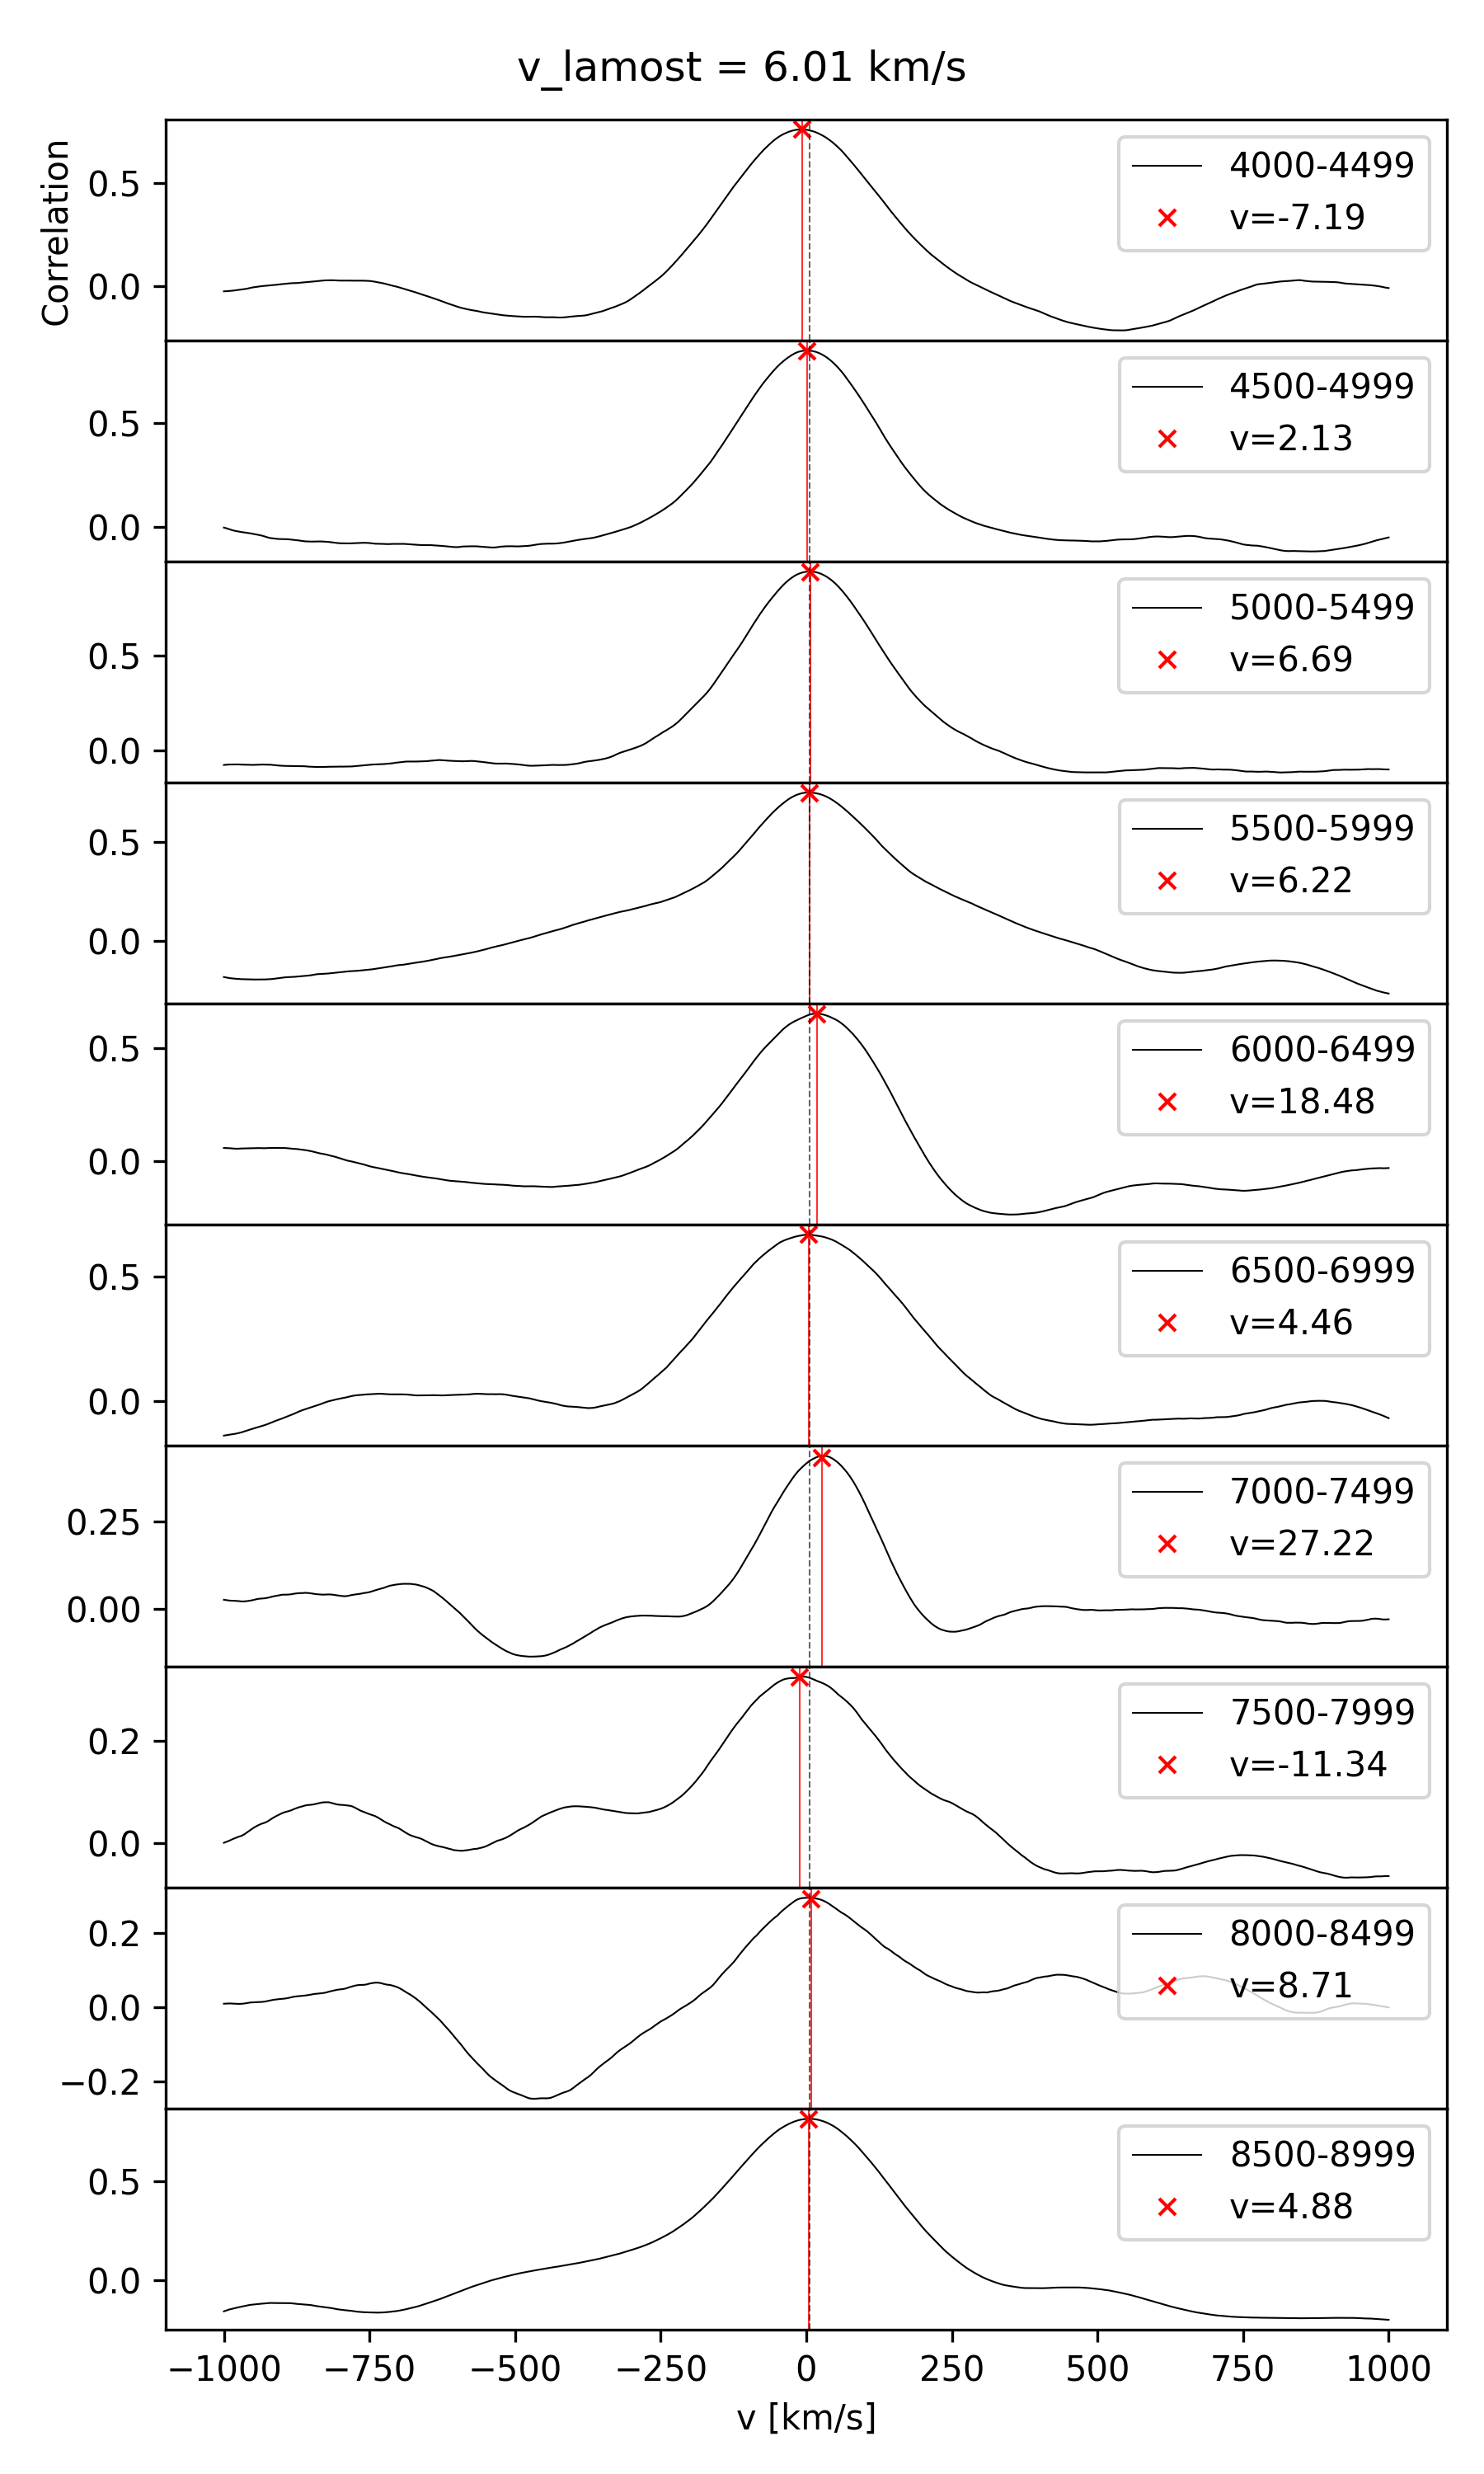 v_lamost = 6.01 km/s
Correlation
0.5
0.0
4000-4499
v=-7.19
0.5
0.0
4500-4999
v=2.13
0.5
0.0
5000-5499
v=6.69
0.5
0.0
5500-5999
v=6.22
0.5
0.0
6000-6499
v=18.48
0.5
0.0
6500-6999
v=4.46
0.25
0.00
7000-7499
v=27.22
0.2
0.0
7500-7999
v=-11.34
0.2
0.0
−0.2
8000-8499
v=8.71
0.5
0.0
8500-8999
v=4.88
−1000 −750 −500 −250 0 250 500 750 1000
v [km/s]